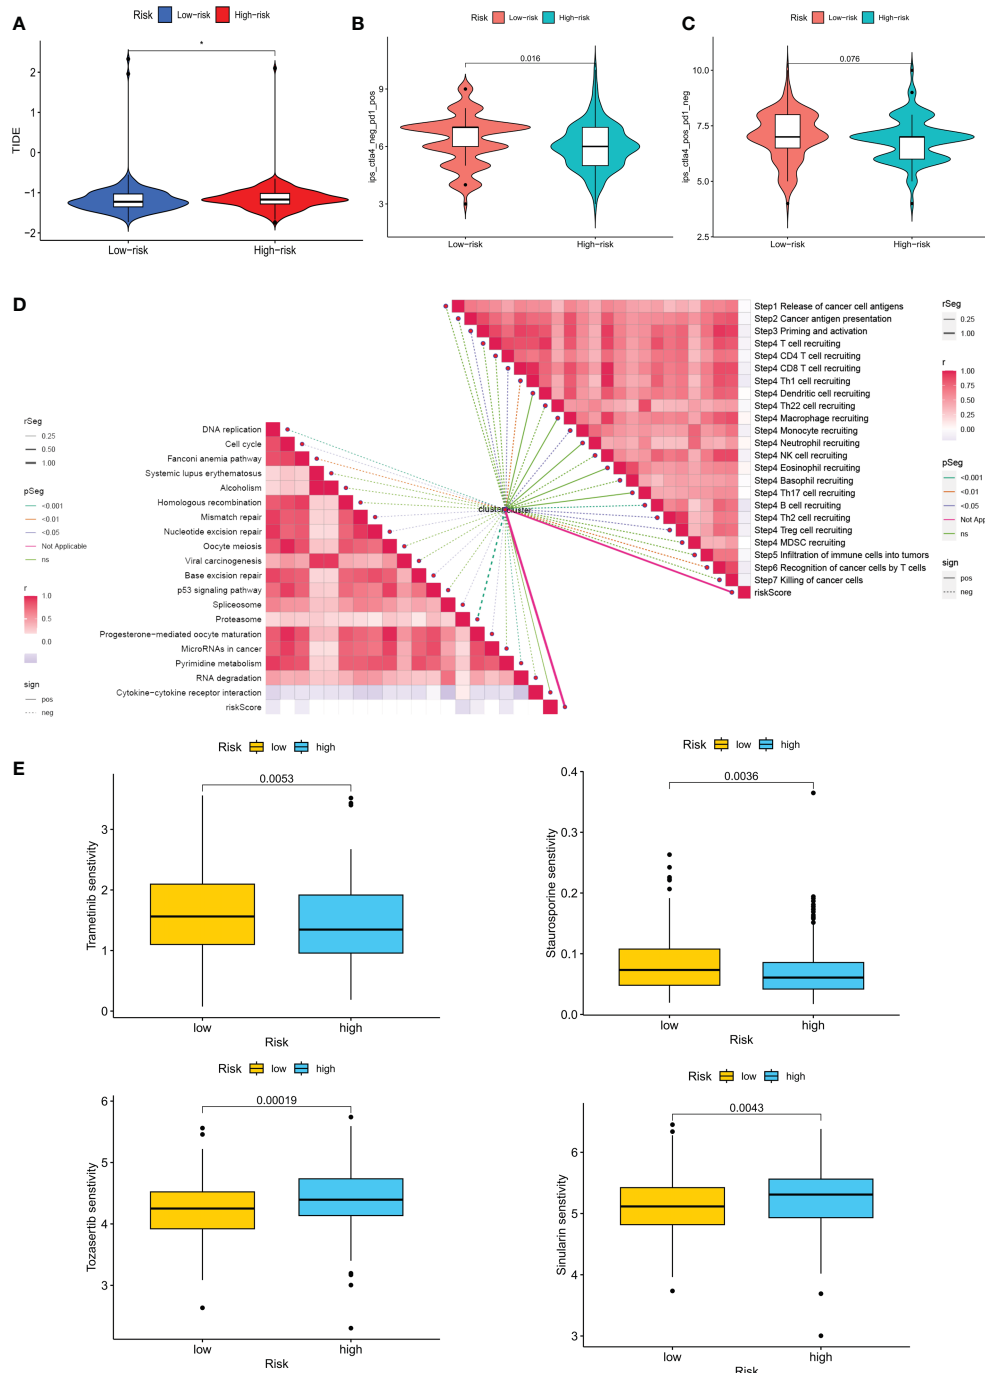 A
Risk Low−risk High−risk
*
TIDE
2
1
0
−1
−2
Low−risk High−risk
B
Risk Low−risk High−risk
0.016
ips_ctla4_neg_pd1_pos
9
6
3
Low−risk High−risk
C
Risk Low−risk High−risk
0.076
ips_ctla4_pos_pd1_neg
10.0
7.5
5.0
2.5
Low−risk High−risk
D
Step1 Release of cancer cell antigens
Step2 Cancer antigen presentation
Step3 Priming and activation
Step4 T cell recruiting
Step4 CD4 T cell recruiting
Step4 CD8 T cell recruiting
Step4 Th1 cell recruiting
Step4 Dendritic cell recruiting
Step4 Th22 cell recruiting
Step4 Macrophage recruiting
Step4 Monocyte recruiting
Step4 Neutrophil recruiting
Step4 NK cell recruiting
Step4 Eosinophil recruiting
Step4 Basophil recruiting
Step4 Th17 cell recruiting
Step4 B cell recruiting
Step4 Th2 cell recruiting
Step4 Treg cell recruiting
Step4 MDSC recruiting
Step5 Infiltration of immune cells into tumors
Step6 Recognition of cancer cells by T cells
Step7 Killing of cancer cells
riskScore
rSeg
0.25
1.00
r
1.00
0.75
0.50
0.25
0.00
pSeg
<0.001
<0.01
<0.05
Not App
ns
sign
pos
neg
rSeg
0.25
0.50
1.00
pSeg
<0.001
<0.01
<0.05
Not Applicable
ns
r
1.0
0.5
0.0
sign
pos
neg
DNA replication
Cell cycle
Fanconi anemia pathway
Systemic lupus erythematosus
Alcoholism
Homologous recombination
Mismatch repair
Nucleotide excision repair
Oocyte meiosis
Viral carcinogenesis
Base excision repair
p53 signaling pathway
Spliceosome
Proteasome
Progesterone−mediated oocyte maturation
MicroRNAs in cancer
Pyrimidine metabolism
RNA degradation
Cytokine−cytokine receptor interaction
riskScore
cluster
cluster
E
Risk low high
0.0053
Trametinib senstivity
3
2
1
0
low high
Risk
Risk low high
0.0036
Staurosporine senstivity
0.4
0.3
0.2
0.1
0.0
low high
Risk
Risk low high
0.00019
Tozasertib senstivity
6
5
4
3
low high
Risk
Risk low high
0.0043
Sinularin senstivity
6
5
4
3
low high
Risk